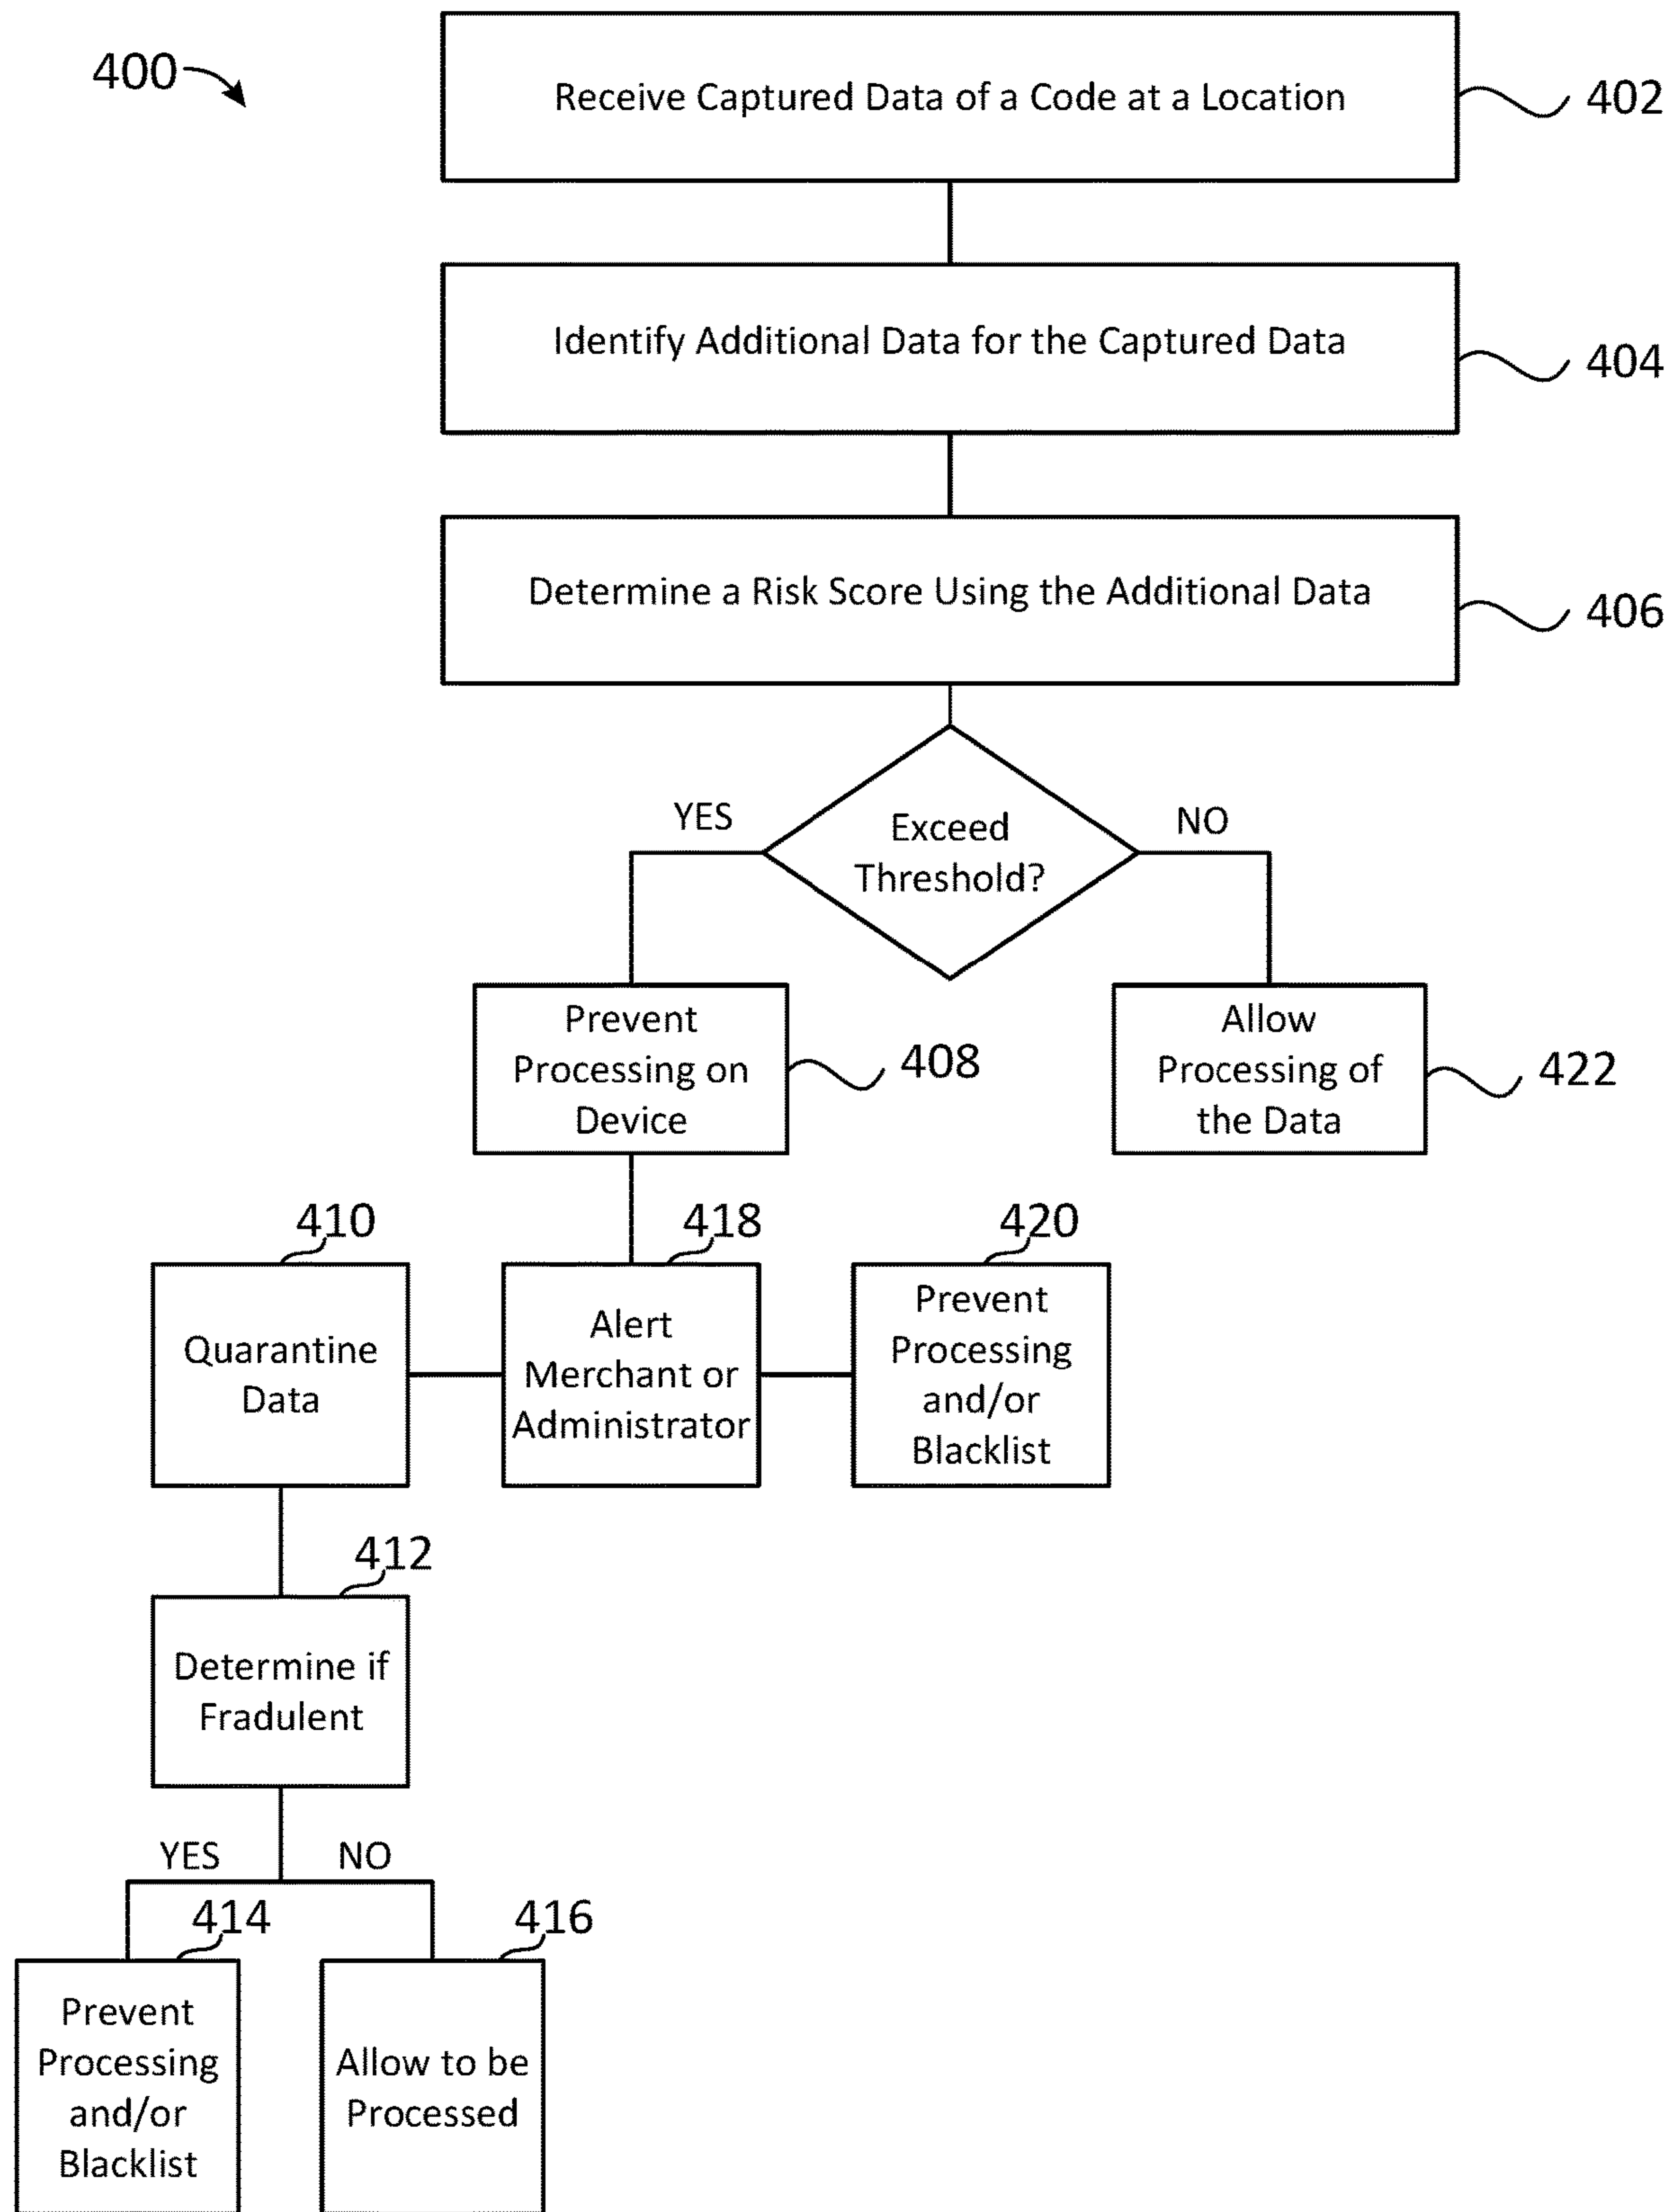 400
Receive Captured Data of a Code at a Location
402
Identify Additional Data for the Captured Data
404
Determine a Risk Score Using the Additional Data
406
YES
Exceed
Threshold?
NO
Prevent
Processing on
Device
408
Allow
Processing of
the Data
422
410
Quarantine
Data
418
Alert
Merchant or
Administrator
420
Prevent
Processing
and/or
Blacklist
412
Determine if
Fradulent
YES
NO
414
Prevent
Processing
and/or
Blacklist
416
Allow to be
Processed